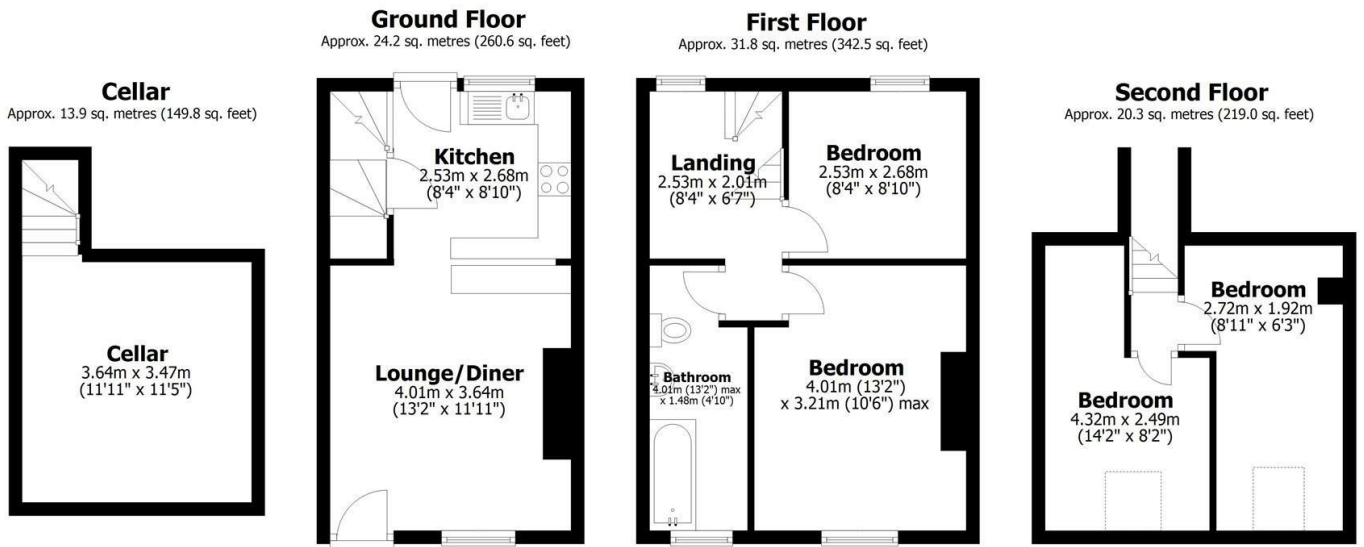 Cellar
Approx. 13.9 sq. metres (149.8 sq. feet)
Cellar
3.64m x 3.47m
(11'11" x 11'5")
Ground Floor
Approx. 24.2 sq. metres (260.6 sq. feet)
Kitchen
2.53m x 2.68m
(8'4" x 8'10")
Lounge/Diner
4.01m x 3.64m
(13'2" x 11'11")
First Floor
Approx. 31.8 sq. metres (342.5 sq. feet)
Landing
2.53m x 2.01m
(8'4" x 6'7")
Bedroom
2.53m x 2.68m
(8'4" x 8'10")
Bathroom
4.01m (13'2") max
x 1.48m (4'10")
Bedroom
4.01m (13'2")
x 3.21m (10'6") max
Second Floor
Approx. 20.3 sq. metres (219.0 sq. feet)
Bedroom
2.72m x 1.92m
(8'11" x 6'3")
Bedroom
4.32m x 2.49m
(14'2" x 8'2")